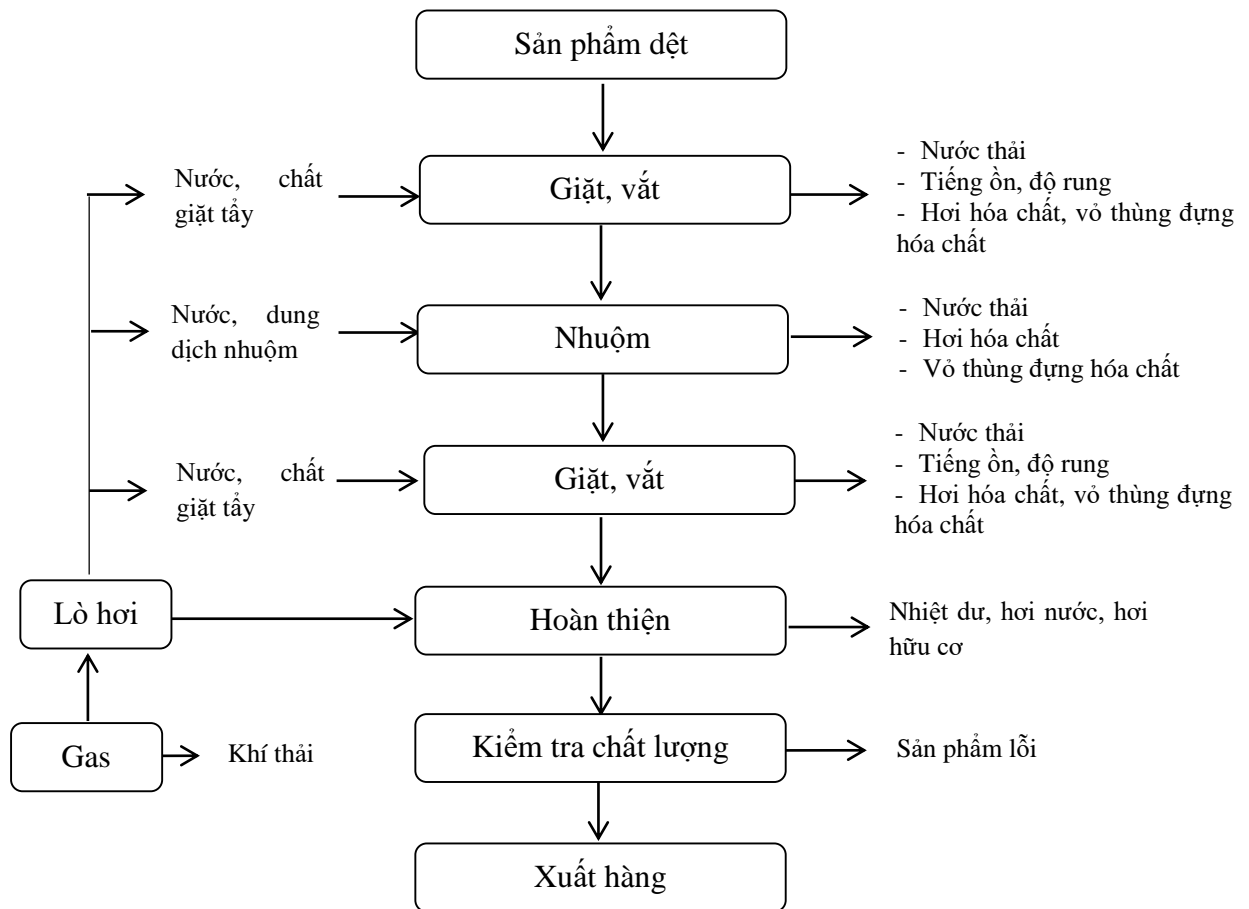 Sản phẩm dệt
Nước, chất
giặt tẩy
Giặt, vắt
- Nước thải
- Tiếng ồn, độ rung
- Hơi hóa chất, vỏ thùng đựng
hóa chất
Nước, dung
dịch nhuộm
Nhuộm
- Nước thải
- Hơi hóa chất
- Vỏ thùng đựng hóa chất
Nước, chất
giặt tẩy
Giặt, vắt
- Nước thải
- Tiếng ồn, độ rung
- Hơi hóa chất, vỏ thùng đựng
hóa chất
Lò hơi
Hoàn thiện
Nhiệt dư, hơi nước, hơi
hữu cơ
Gas
Khí thải
Kiểm tra chất lượng
Sản phẩm lỗi
Xuất hàng